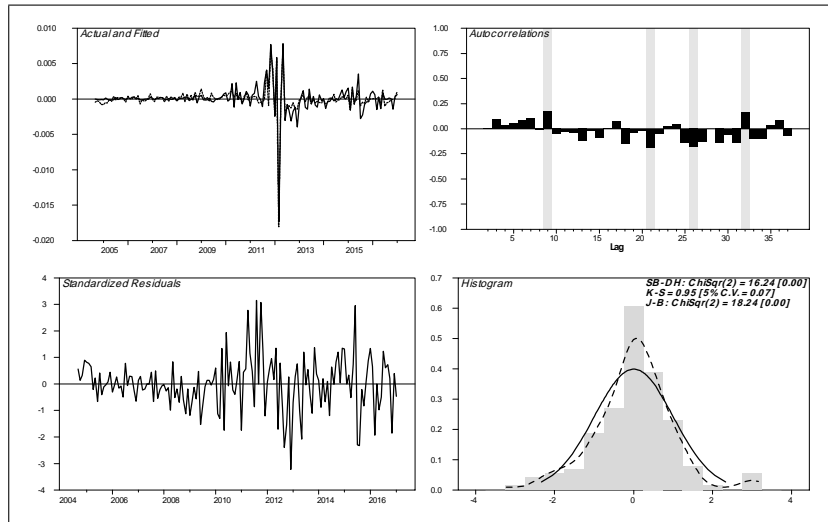 Actual and Fitted
0.010
0.005
0.000
-0.005
-0.010
-0.015
-0.020
2005 2007 2009 2011 2013 2015
Autocorrelations
1.00
0.75
0.50
0.25
0.00
-0.25
-0.50
-0.75
-1.00
5 10 15 20 25 30 35
Lag
Standardized Residuals
4
3
2
1
0
-1
-2
-3
-4
2004 2006 2008 2010 2012 2014 2016
Histogram
SB-DH: ChiSqr(2) = 16.24 [0.00]
K-S = 0.95 [5% C.V. = 0.07]
J-B: ChiSqr(2) = 18.24 [0.00]
0.7
0.6
0.5
0.4
0.3
0.2
0.1
0.0
-4 -2 0 2 4